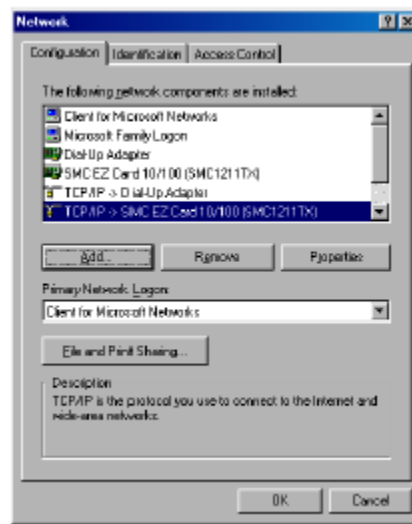 Network
? X
Configuration Identification Access Control
The following network components are installed:
Client for Microsoft Networks
Microsoft Family Logon
Dial-Up Adapter
SMC EZ Card 10/100 (SMC1211TX)
TCP/IP -> Dial-Up Adapter
TCP/IP -> SMC EZ Card 10/100 (SMC1211TX)
Add... Remove Properties
Primary Network Logon:
Client for Microsoft Networks
File and Print Sharing...
Description
TCP/IP is the protocol you use to connect to the Internet and
wide-area networks.
OK Cancel